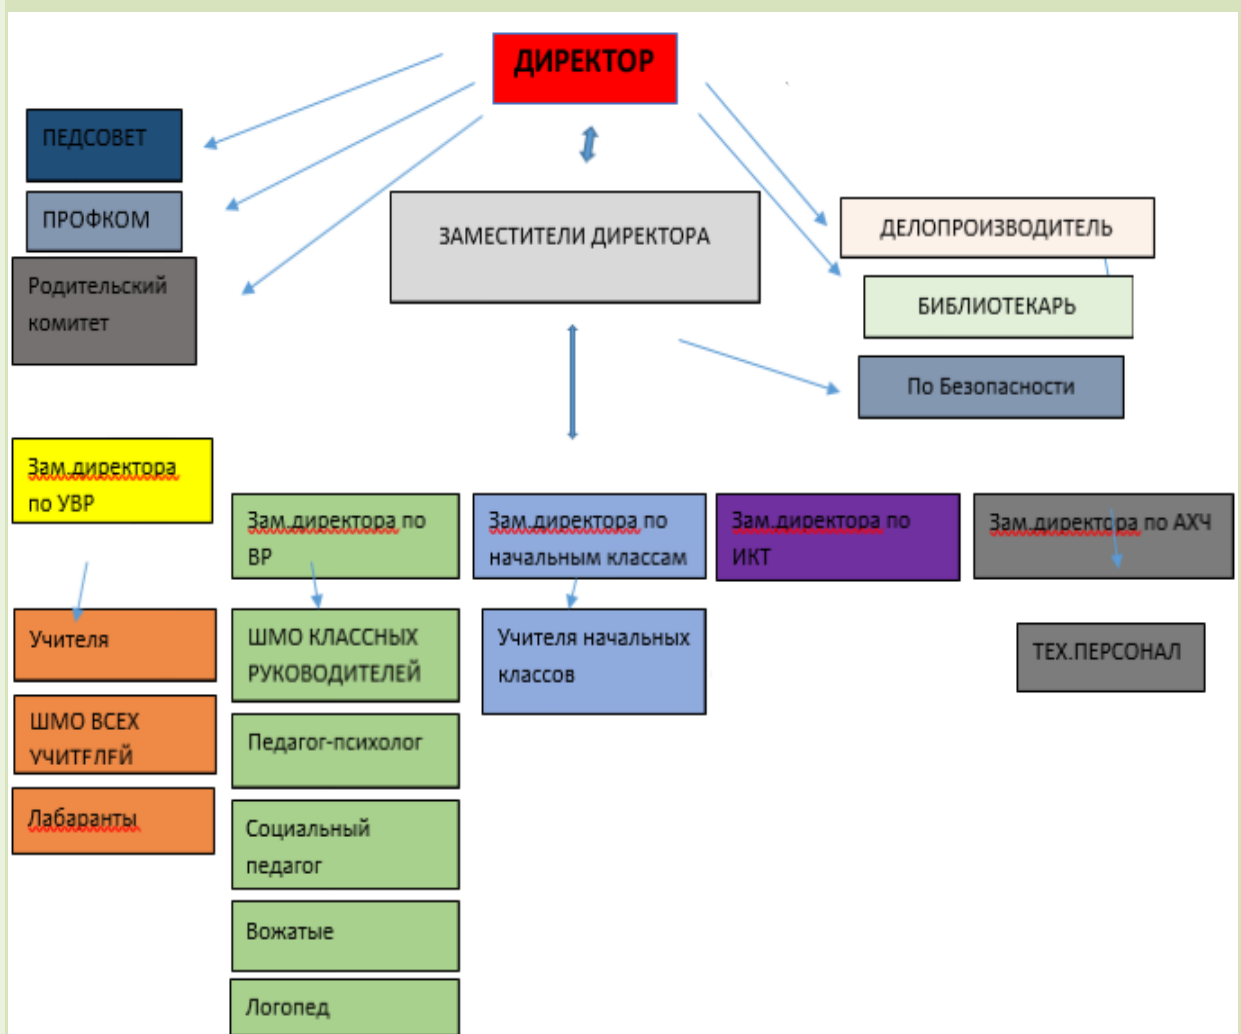 ДИРЕКТОР
ПЕДСОВЕТ
ПРОФКОМ
Родительский
комитет
ЗАМЕСТИТЕЛИ ДИРЕКТОРА
ДЕЛОПРОИЗВОДИТЕЛЬ
БИБЛИОТЕКАРЬ
По Безопасности
Зам.директора
по УВР
Зам.директора по
ВР
Зам.директора по
начальным классам
Зам.директора по
ИКТ
Зам.директора по АХЧ
Учителя
ШМО ВСЕХ
УЧИТЕЛЕЙ
Лабаранты
ШМО КЛАССНЫХ
РУКОВОДИТЕЛЕЙ
Педагог-психолог
Социальный
педагог
Вожатые
Логопед
Учителя начальных
классов
ТЕХ.ПЕРСОНАЛ